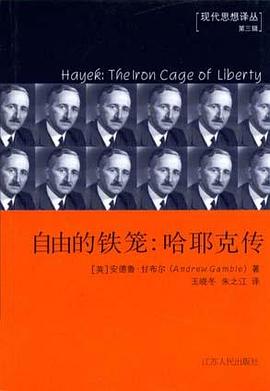 [现代思想译丛]
第三辑
Hayek: The Iron Cage of Liberty
自由的铁笼:哈耶克传
[英]安德鲁·甘布尔 (Andrew Gamble) 著
王晓冬 朱之江 译
江苏人民出版社